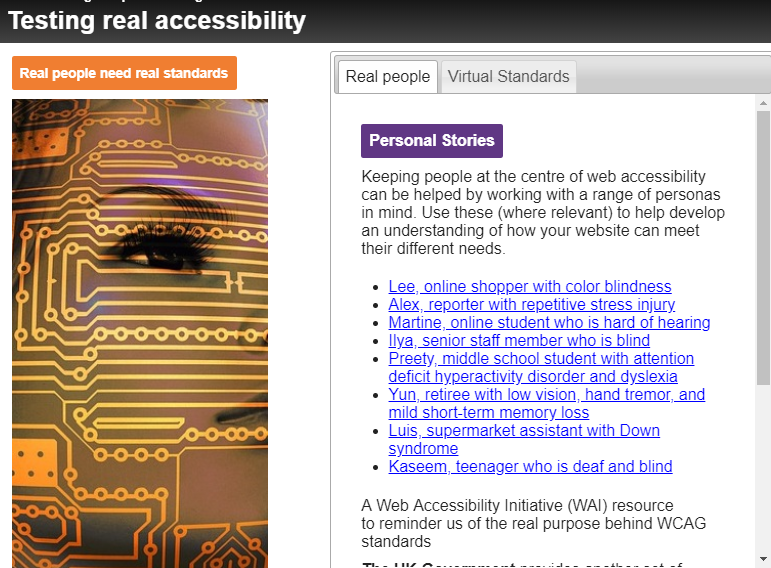 Testing real accessibility
Real people need real standards
Real people
Virtual Standards
Personal Stories
Keeping people at the centre of web accessibility
can be helped by working with a range of personas
in mind. Use these (where relevant) to help develop
an understanding of how your website can meet
their different needs.
Lee, online shopper with color blindness
Alex, reporter with repetitive stress injury
Martine, online student who is hard of hearing
Ilya, senior staff member who is blind
Preety, middle school student with attention
deficit hyperactivity disorder and dyslexia
Yun, retiree with low vision, hand tremor, and
mild short-term memory loss
Luis, supermarket assistant with Down
syndrome
Kaseem, teenager who is deaf and blind
A Web Accessibility Initiative (WAI) resource
to reminder us of the real purpose behind WCAG
standards
The UK Government provides another set of